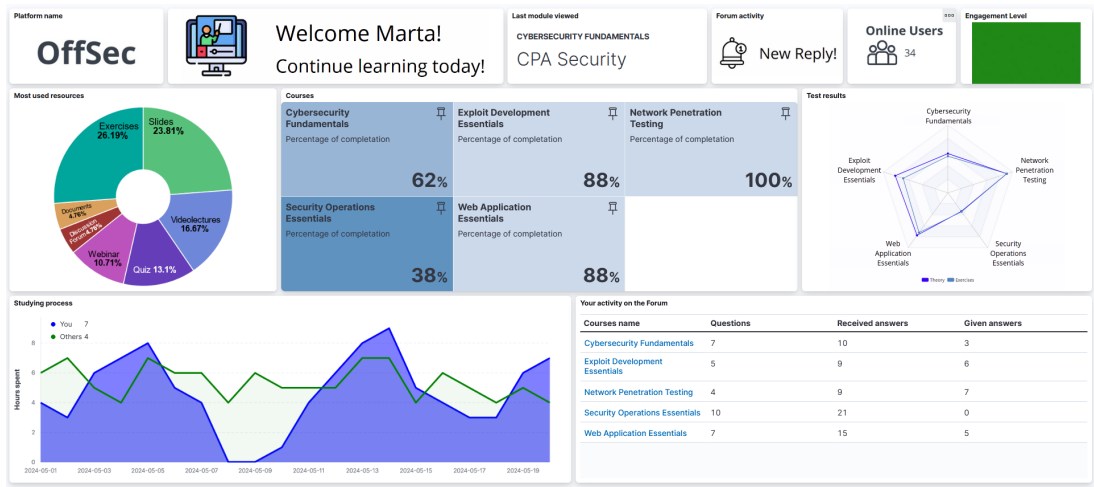 Platform name
OffSec
Welcome Marta!
Continue learning today!
Last module viewed
CYBERSECURITY FUNDAMENTALS
CPA Security
Forum activity
1
New Reply!
Online Users
34
Engagement Level
Most used resources
Slides
23.81%
Videolectures
16.67%
Quiz 13.1%
Webinar
10.71%
Discussion
Forum 4.76%
Documents
4.76%
Exercises
26.19%
Courses
Cybersecurity
Fundamentals
Percentage of completion
62%
Exploit Development
Essentials
Percentage of completion
88%
Network Penetration
Testing
Percentage of completion
100%
Security Operations
Essentials
Percentage of completion
38%
Web Application
Essentials
Percentage of completion
88%
Test results
Cybersecurity
Fundamentals
Network
Penetration
Testing
Security
Operations
Essentials
Web
Application
Essentials
Exploit
Development
Essentials
Theory Exercises
Studying process
You 7
Others 4
Hours spent
8
6
4
2
0
2024-05-01 2024-05-03 2024-05-05 2024-05-07 2024-05-09 2024-05-11 2024-05-13 2024-05-15 2024-05-17 2024-05-19
Your activity on the Forum
Courses name Questions Received answers Given answers
Cybersecurity Fundamentals 7 10 3
Exploit Development
Essentials 5 9 6
Network Penetration Testing 4 9 7
Security Operations Essentials 10 21 0
Web Application Essentials 7 15 5